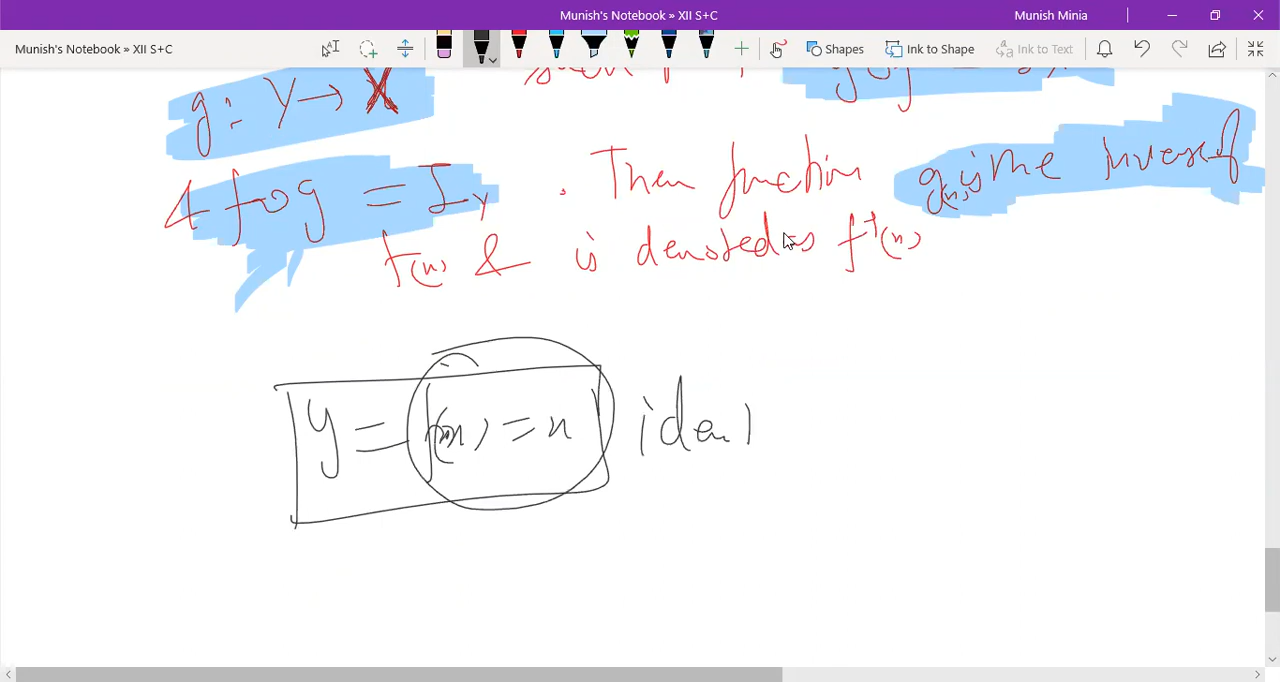 Munish's Notebook » XII S+C
Munish Minia
Munish's Notebook » XII S+C
Shapes
Ink to Shape
Ink to Text
g: Y → X
& fog = I_Y . Then function g(x) is the inverse of
f(x) & is denoted as f⁻¹(x)
y = f(x) = x iden